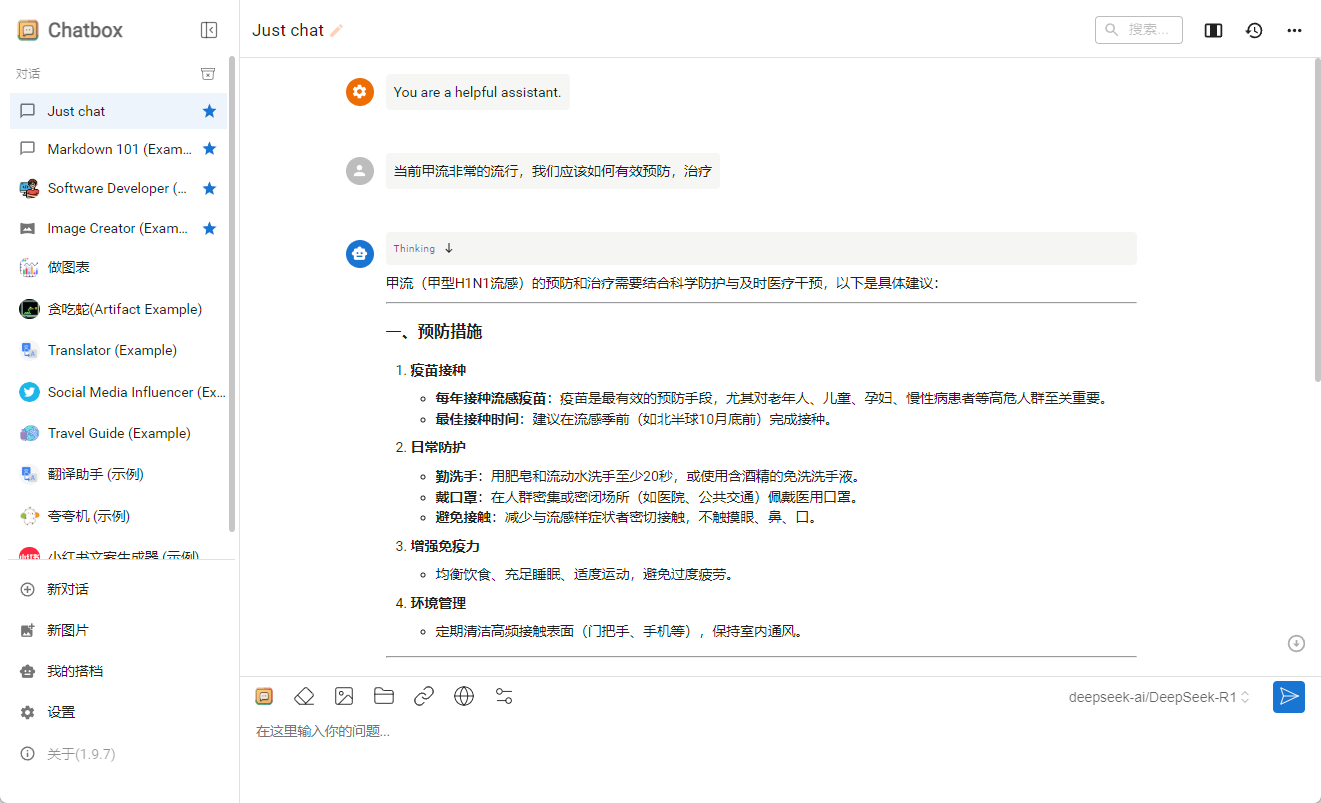 Chatbox
对话
Just chat
Markdown 101 (Exam...
Software Developer (...
Image Creator (Exam...
做图表
贪吃蛇(Artifact Example)
Translator (Example)
Social Media Influencer (Ex...
Travel Guide (Example)
翻译助手 (示例)
夸夸机 (示例)
小红书文案生成器 (示例)
新对话
新图片
我的搭档
设置
关于(1.9.7)
Just chat
搜索...
You are a helpful assistant.
当前甲流非常的流行，我们应该如何有效预防，治疗
Thinking ↓
甲流（甲型H1N1流感）的预防和治疗需要结合科学防护与及时医疗干预，以下是具体建议：
一、预防措施
1. 疫苗接种
每年接种流感疫苗：疫苗是最有效的预防手段，尤其对老年人、儿童、孕妇、慢性病患者等高危人群至关重要。
最佳接种时间：建议在流感季前（如北半球10月底前）完成接种。
2. 日常防护
勤洗手：用肥皂和流动水洗手至少20秒，或使用含酒精的免洗洗手液。
戴口罩：在人群密集或密闭场所（如医院、公共交通）佩戴医用口罩。
避免接触：减少与流感样症状者密切接触，不触摸眼、鼻、口。
3. 增强免疫力
均衡饮食、充足睡眠、适度运动，避免过度疲劳。
4. 环境管理
定期清洁高频接触表面（门把手、手机等），保持室内通风。
deepseek-ai/DeepSeek-R1
在这里输入你的问题...